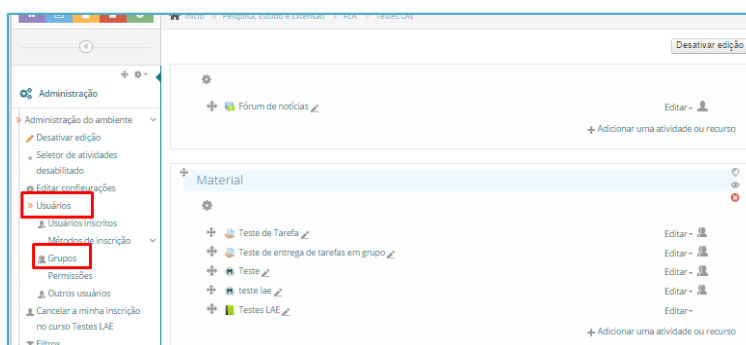 Início > Pesquisa, Estudo e Extensão > FEA > Testes LAE
Desativar edição
Administração
Administração do ambiente
Desativar edição
Seletor de atividades
desabilitado
Editar configurações
Usuários
Usuários inscritos
Métodos de inscrição
Grupos
Permissões
Outros usuários
Cancelar a minha inscrição
no curso Testes LAE
Filtros
Fórum de notícias
Editar
Adicionar uma atividade ou recurso
Material
Teste de Tarefa
Editar
Teste de entrega de tarefas em grupo
Editar
Teste
Editar
teste lae
Editar
Testes LAE
Editar
Adicionar uma atividade ou recurso